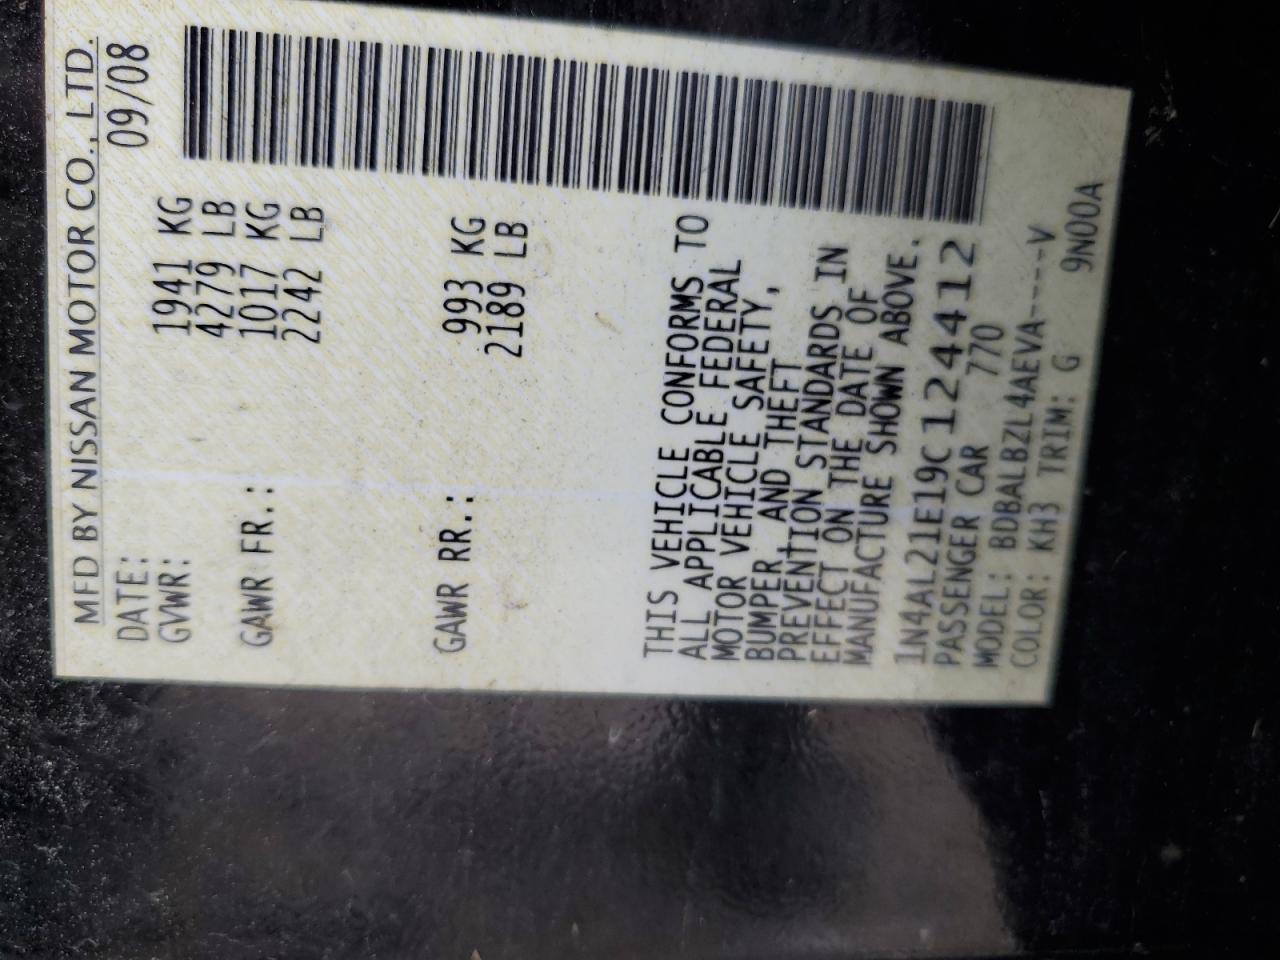 MFD BY NISSAN MOTOR CO., LTD.
DATE: 09/08
GVWR: 1941 KG
4279 LB
GAWR FR.: 1017 KG
2242 LB
GAWR RR.: 993 KG
2189 LB
THIS VEHICLE CONFORMS TO
ALL APPLICABLE FEDERAL
MOTOR VEHICLE SAFETY,
BUMPER, AND THEFT
PREVENTION STANDARDS IN
EFFECT ON THE DATE OF
MANUFACTURE SHOWN ABOVE.
1N4AL21E19C124412
PASSENGER CAR 770
MODEL: BDBALBZL4AEVA----V
COLOR: KH3 TRIM: G 9N00A